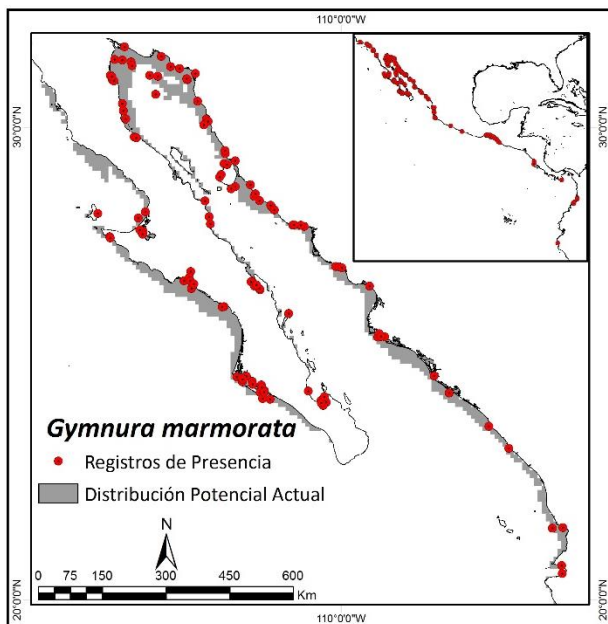 110°0'0"W
30°0'0"N
30°0'0"N
Gymnura marmorata
Registros de Presencia
Distribución Potencial Actual
N
0 75 150 300 450 600
Km
20°0'0"N
20°0'0"N
110°0'0"W